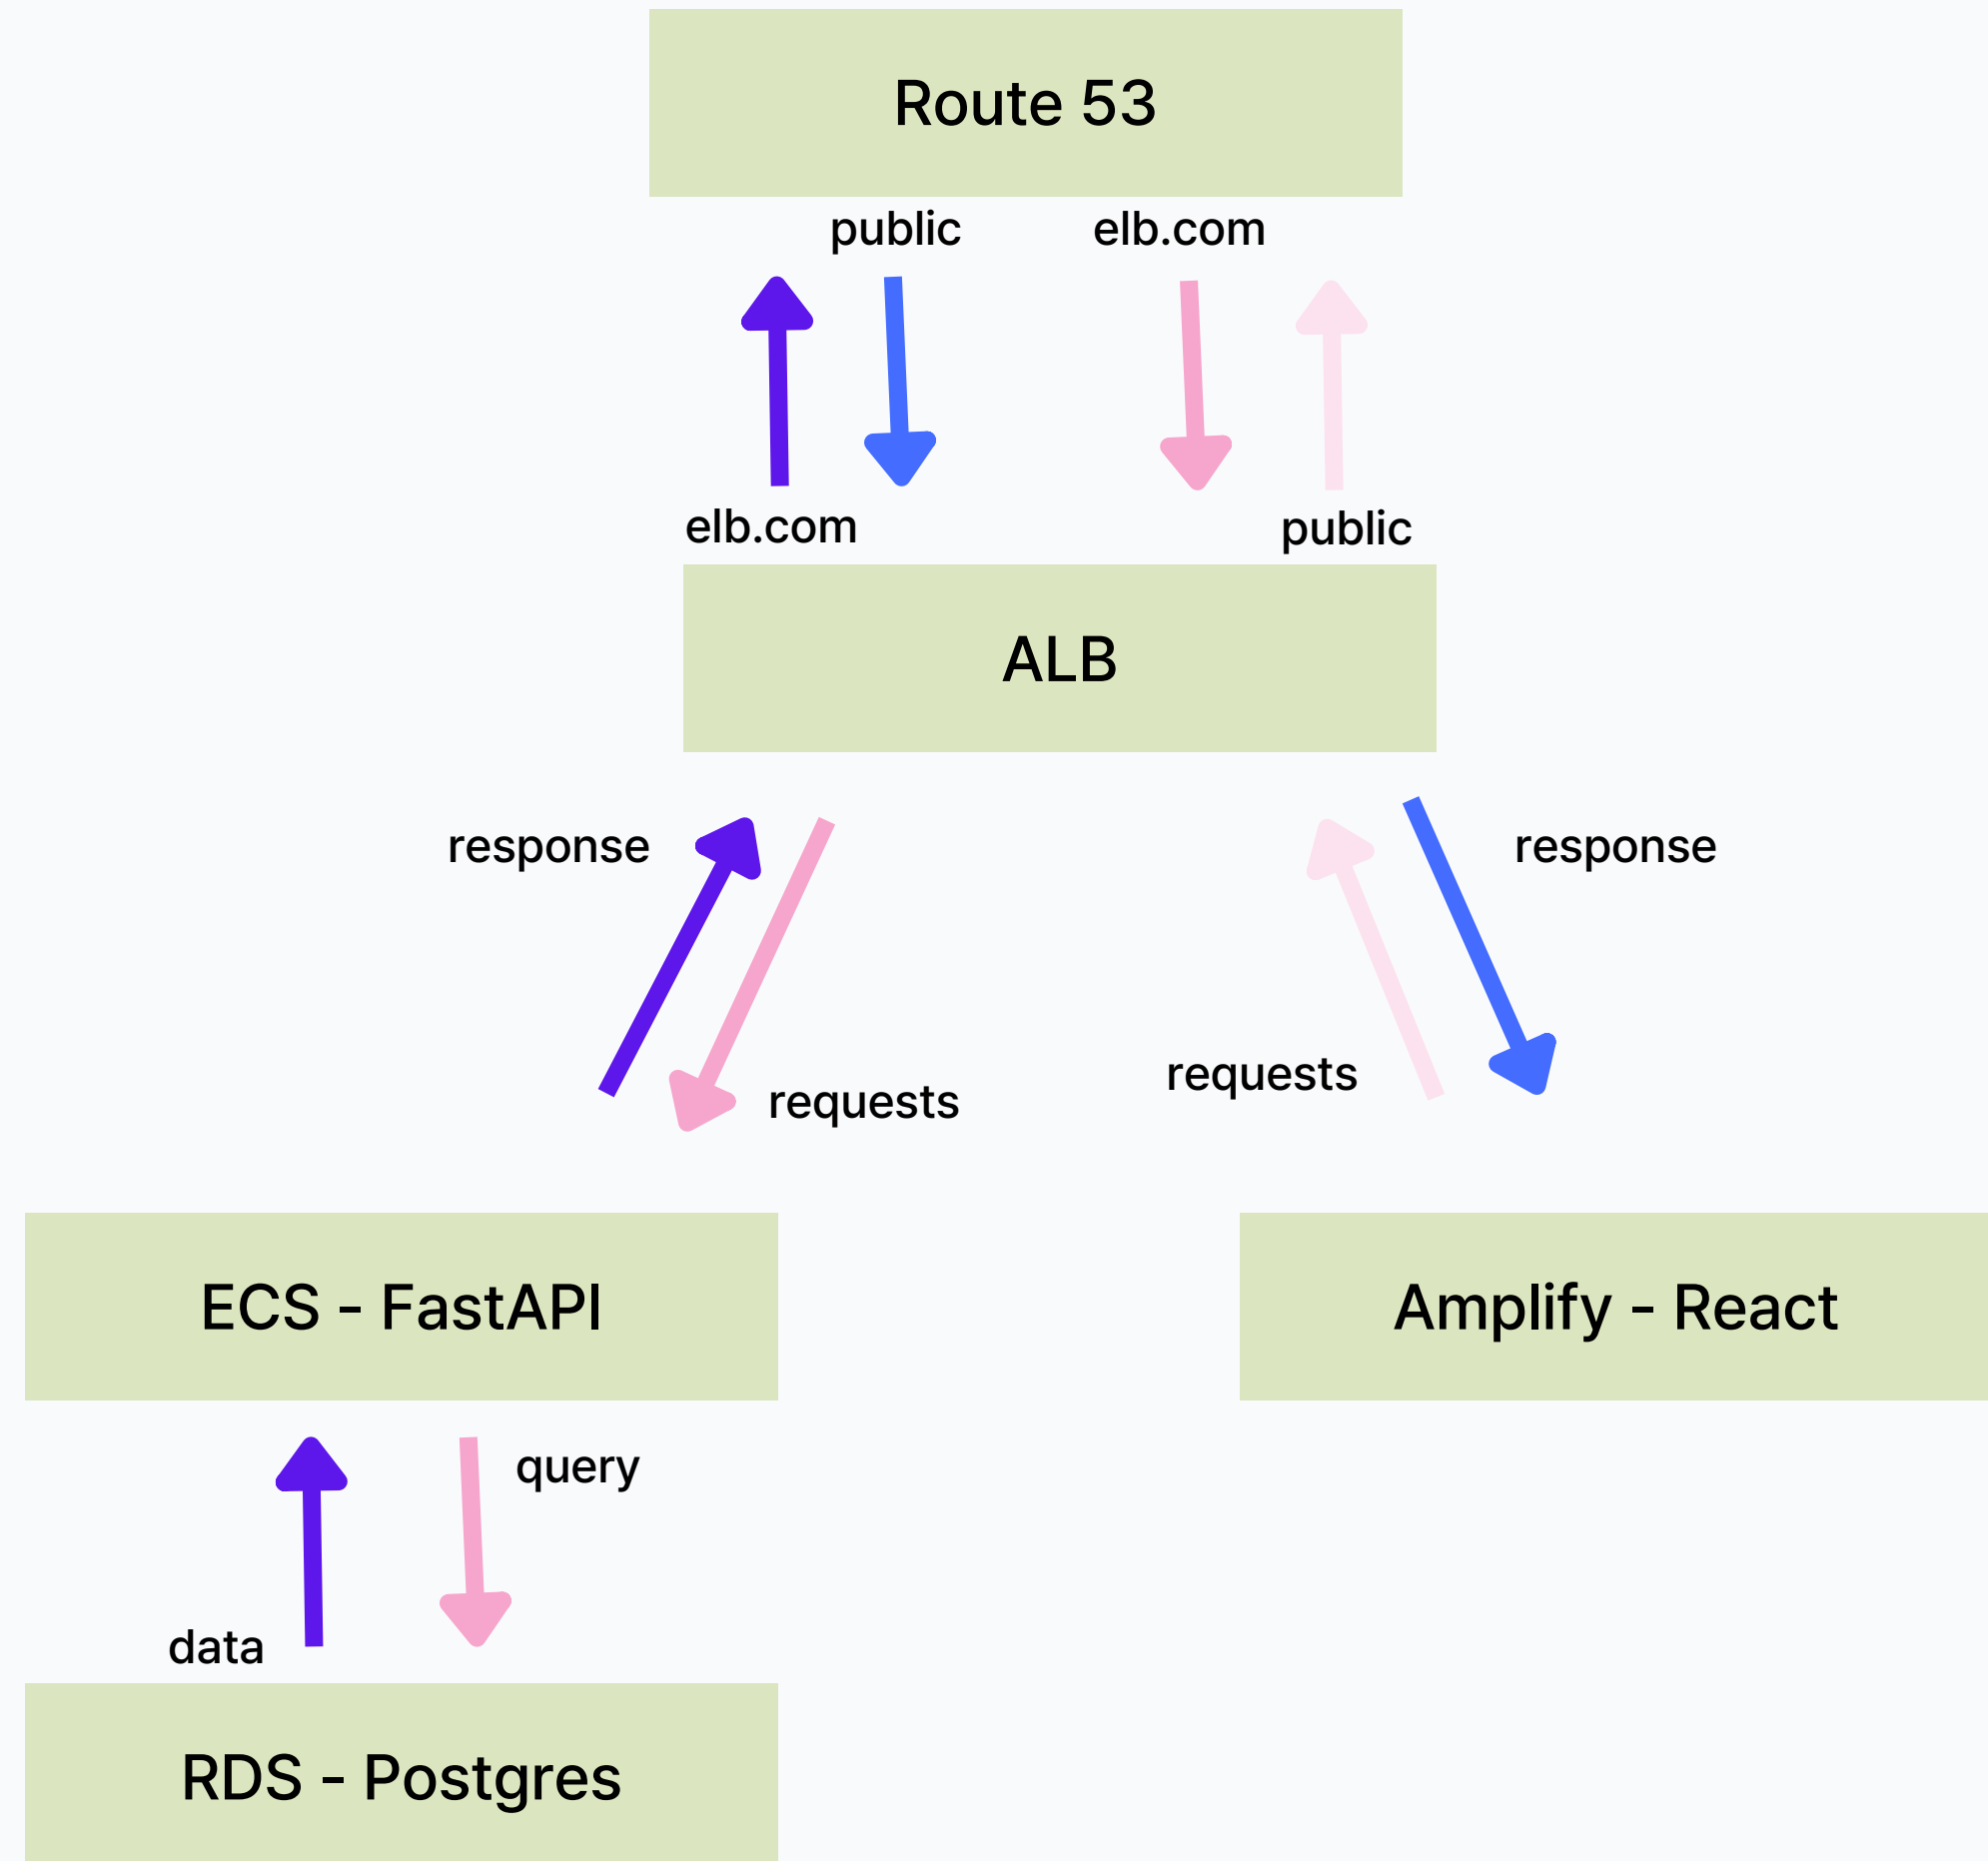 Route 53
public
elb.com
elb.com
public
ALB
response
response
requests
requests
ECS - FastAPI
Amplify - React
query
data
RDS - Postgres